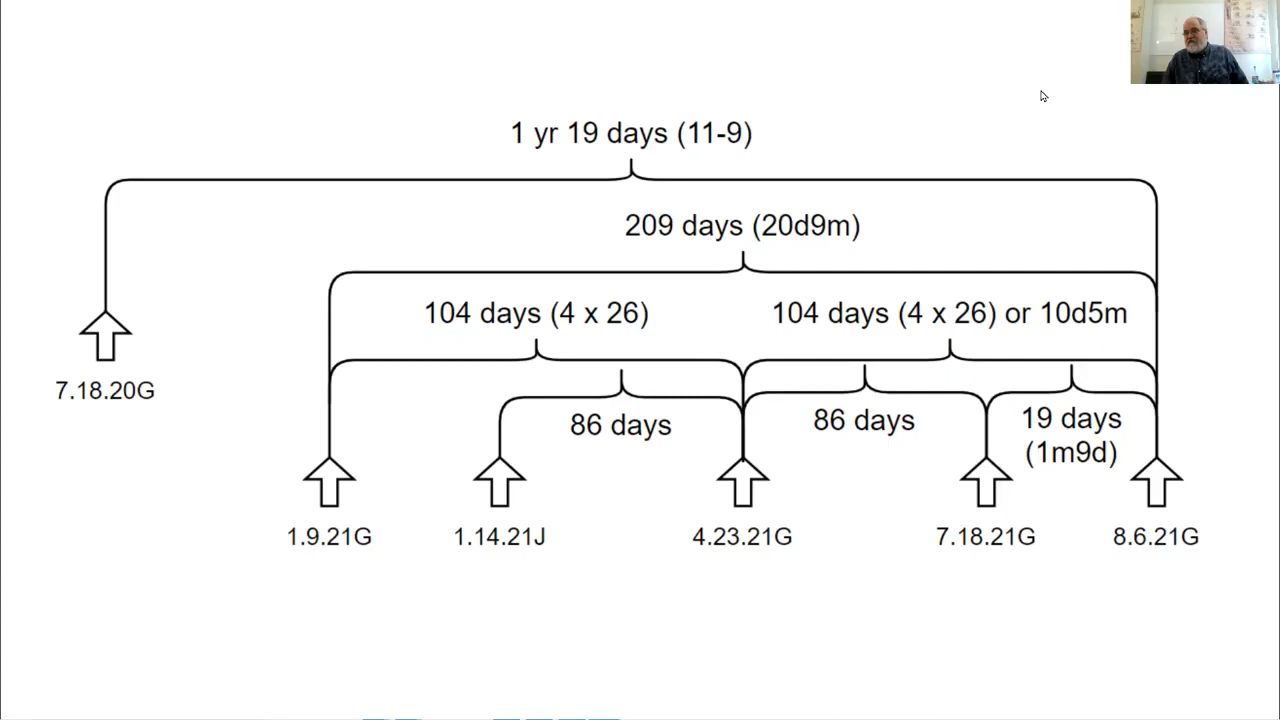 1 yr 19 days (11-9)
209 days (20d9m)
104 days (4 x 26)
104 days (4 x 26) or 10d5m
86 days
86 days
19 days
(1m9d)
7.18.20G
1.9.21G
1.14.21J
4.23.21G
7.18.21G
8.6.21G